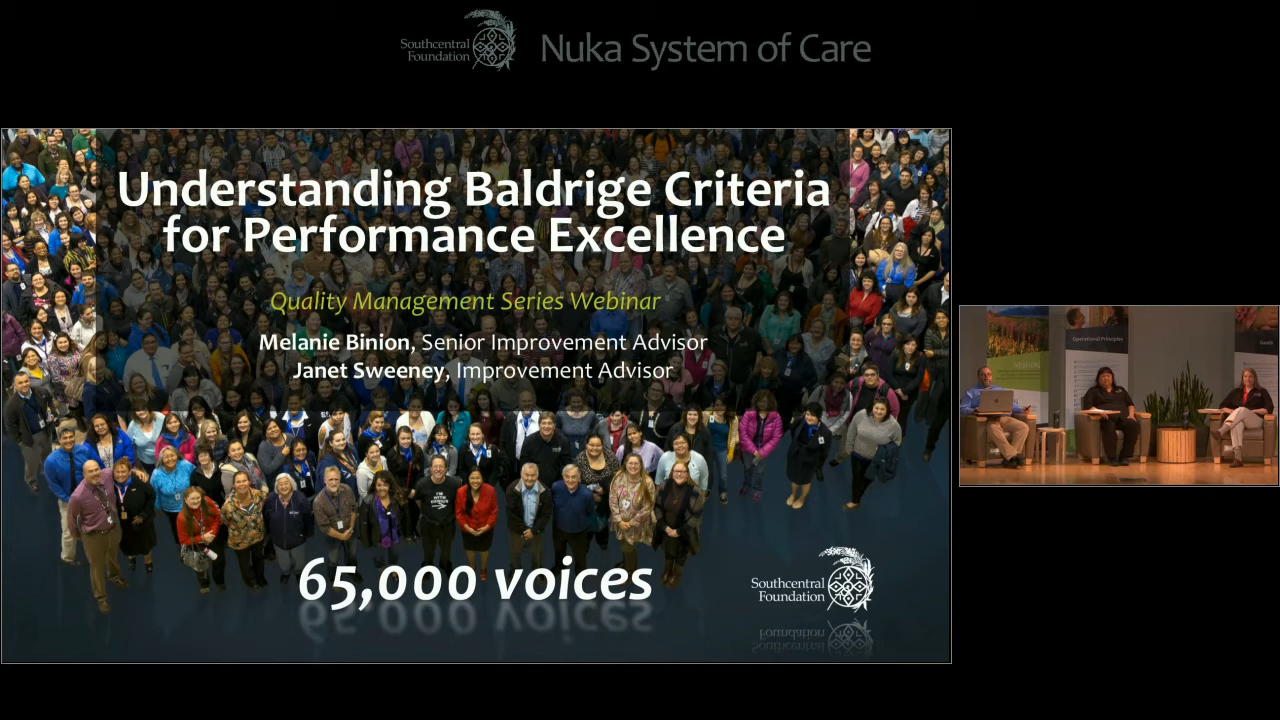 Southcentral
Foundation
Nuka System of Care
Understanding Baldrige Criteria
for Performance Excellence
Quality Management Series Webinar
Melanie Binion, Senior Improvement Advisor
Janet Sweeney, Improvement Advisor
65,000 voices
Southcentral
Foundation
Operational Principles